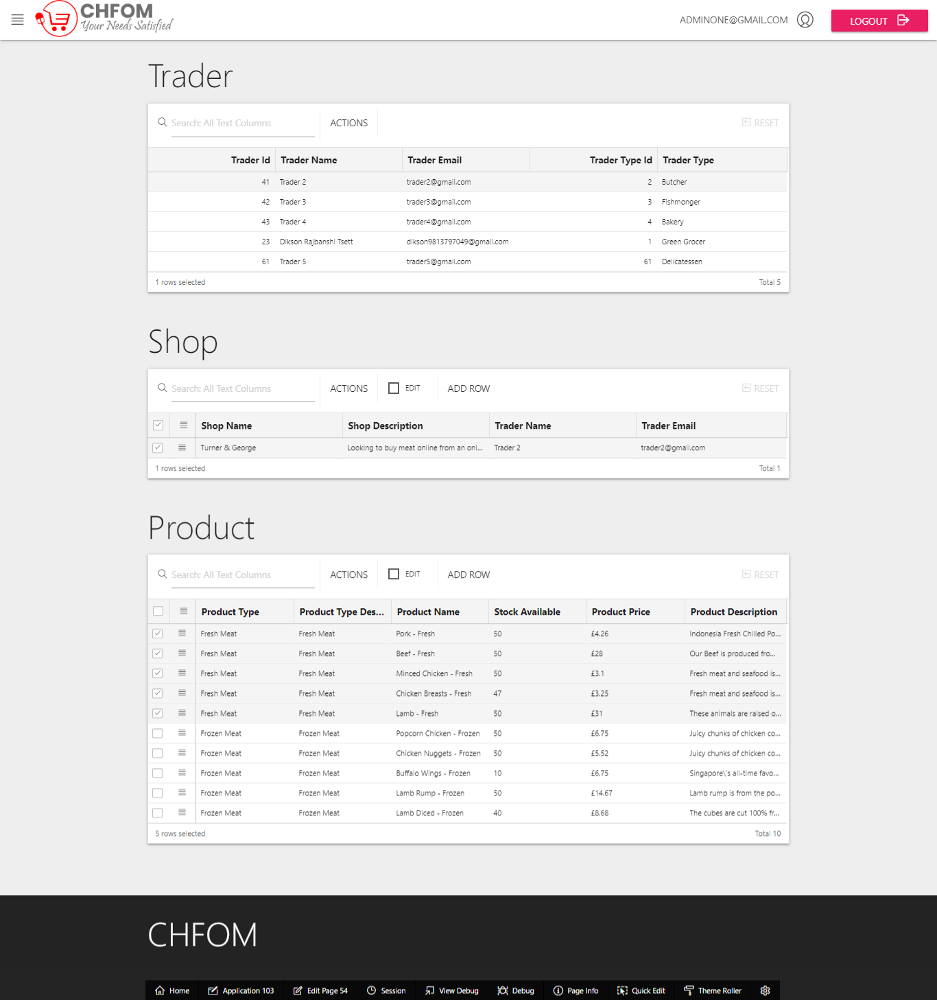 CHFOM
Your Needs Satisfied
ADMINONE@GMAIL.COM
LOGOUT
Trader
Search: All Text Columns ACTIONS RESET
Trader Id Trader Name Trader Email Trader Type Id Trader Type
41 Trader 2 trader2@gmail.com 2 Butcher
42 Trader 3 trader3@gmail.com 3 Fishmonger
43 Trader 4 trader4@gmail.com 4 Bakery
23 Dikson Rajbanshi Tsett dikson9813797049@gmail.com 1 Green Grocer
61 Trader 5 trader5@gmail.com 61 Delicatessen
1 rows selected Total 5
Shop
Search: All Text Columns ACTIONS EDIT ADD ROW RESET
Shop Name Shop Description Trader Name Trader Email
Turner & George Looking to buy meat online from an onl... Trader 2 trader2@gmail.com
1 rows selected Total 1
Product
Search: All Text Columns ACTIONS EDIT ADD ROW RESET
Product Type Product Type Des... Product Name Stock Available Product Price Product Description
Fresh Meat Fresh Meat Pork - Fresh 50 £4.26 Indonesia Fresh Chilled Po...
Fresh Meat Fresh Meat Beef - Fresh 50 £28 Our Beef is produced fro...
Fresh Meat Fresh Meat Minced Chicken - Fresh 50 £3.1 Fresh meat and seafood is...
Fresh Meat Fresh Meat Chicken Breasts - Fresh 47 £3.25 Fresh meat and seafood is...
Fresh Meat Fresh Meat Lamb - Fresh 50 £31 These animals are raised o...
Frozen Meat Frozen Meat Popcorn Chicken - Frozen 50 £6.75 Juicy chunks of chicken co...
Frozen Meat Frozen Meat Chicken Nuggets - Frozen 50 £5.52 Juicy chunks of chicken co...
Frozen Meat Frozen Meat Buffalo Wings - Frozen 10 £6.75 Singapore\'s all-time favo...
Frozen Meat Frozen Meat Lamb Rump - Frozen 50 £14.67 Lamb rump is from the po...
Frozen Meat Frozen Meat Lamb Diced - Frozen 40 £8.68 The cubes are cut 100% fr...
5 rows selected Total 10
CHFOM
Home Application 103 Edit Page 54 Session View Debug Debug Page Info Quick Edit Theme Roller